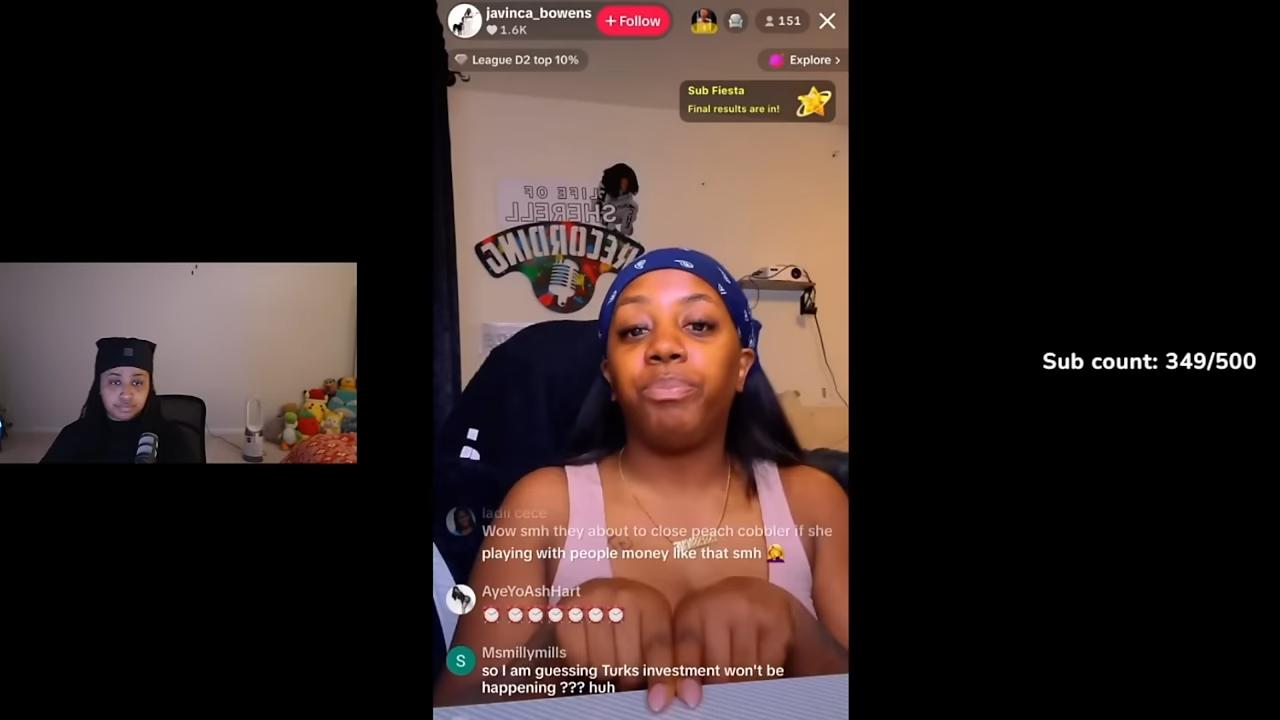 javinca_bowens
1.6K
+ Follow
151
League D2 top 10%
Explore >
Sub Fiesta
Final results are in!
LIFE OF
SHERELL
RECORDING
Sub count: 349/500
ladii cece
Wow smh they about to close peach cobbler if she
playing with people money like that smh 🤦‍♀️
AyeYoAshHart
⏰ ⏰ ⏰ ⏰ ⏰ ⏰ ⏰
S
Msmillymills
so I am guessing Turks investment won't be
happening ??? huh